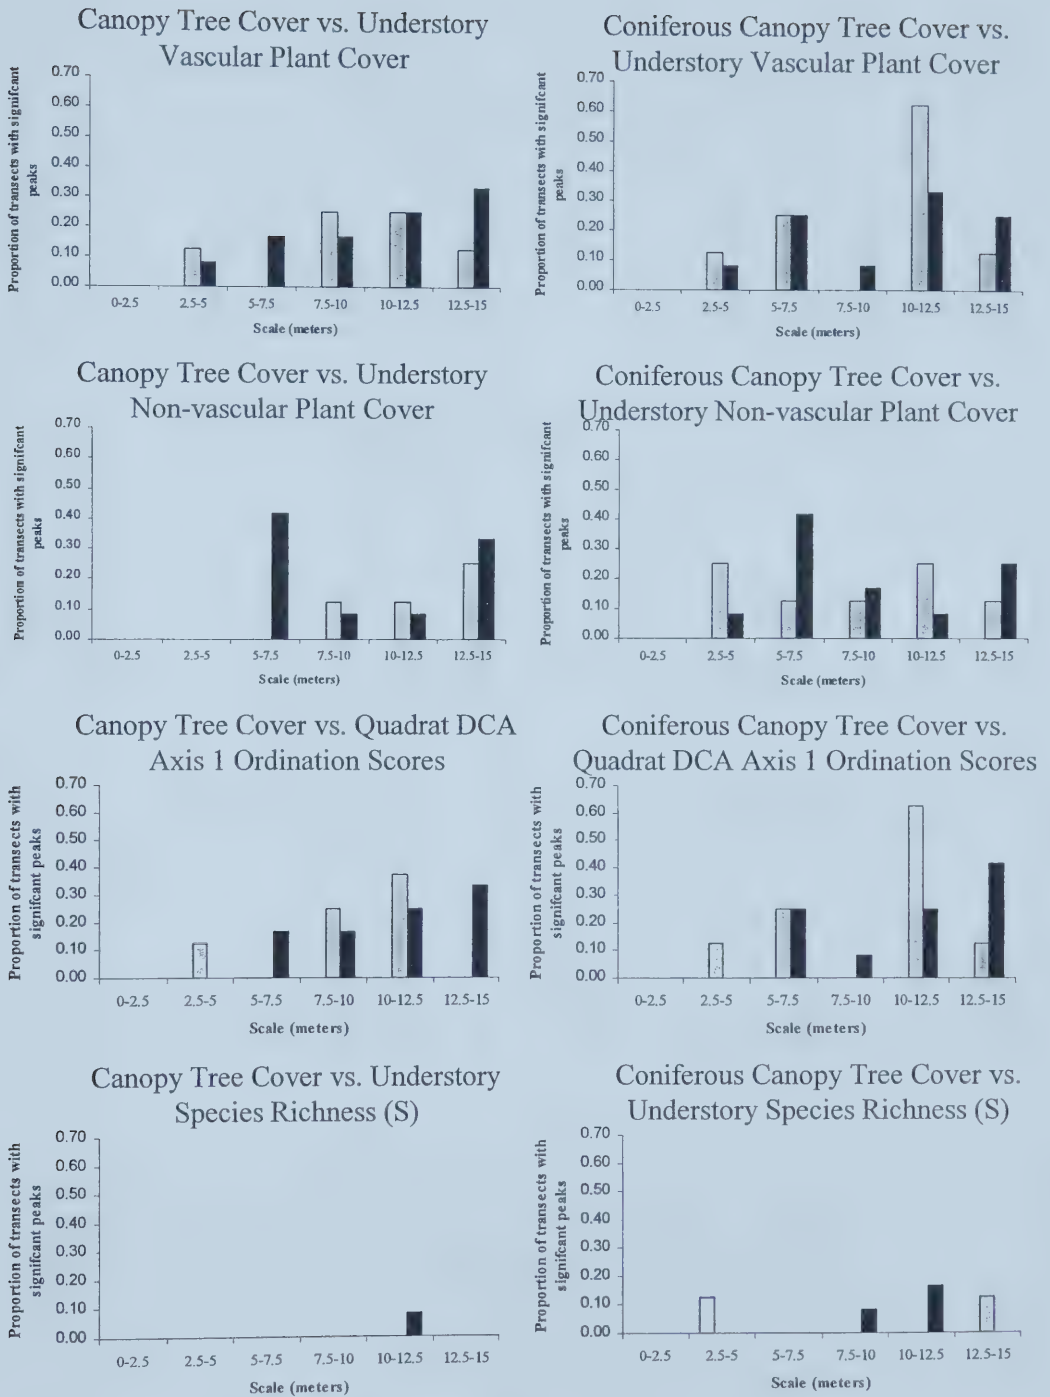 Canopy Tree Cover vs. Understory
Vascular Plant Cover
Proportion of transects with signifcant
peaks
0.70
0.60
0.50
0.40
0.30
0.20
0.10
0.00
0-2.5 2.5-5 5-7.5 7.5-10 10-12.5 12.5-15
Scale (meters)
Coniferous Canopy Tree Cover vs.
Understory Vascular Plant Cover
Proportion of transects with signifcant
peaks
0.70
0.60
0.50
0.40
0.30
0.20
0.10
0.00
0-2.5 2.5-5 5-7.5 7.5-10 10-12.5 12.5-15
Scale (meters)
Canopy Tree Cover vs. Understory
Non-vascular Plant Cover
Proportion of transects with signifcant
peaks
0.70
0.60
0.50
0.40
0.30
0.20
0.10
0.00
0-2.5 2.5-5 5-7.5 7.5-10 10-12.5 12.5-15
Scale (meters)
Coniferous Canopy Tree Cover vs.
Understory Non-vascular Plant Cover
Proportion of transects with signifcant
peaks
0.70
0.60
0.50
0.40
0.30
0.20
0.10
0.00
0-2.5 2.5-5 5-7.5 7.5-10 10-12.5 12.5-15
Scale (meters)
Canopy Tree Cover vs. Quadrat DCA
Axis 1 Ordination Scores
Proportion of transects with
signifcant peaks
0.70
0.60
0.50
0.40
0.30
0.20
0.10
0.00
0-2.5 2.5-5 5-7.5 7.5-10 10-12.5 12.5-15
Scale (meters)
Coniferous Canopy Tree Cover vs.
Quadrat DCA Axis 1 Ordination Scores
Proportion of transects with
signifcant peaks
0.70
0.60
0.50
0.40
0.30
0.20
0.10
0.00
0-2.5 2.5-5 5-7.5 7.5-10 10-12.5 12.5-15
Scale (meters)
Canopy Tree Cover vs. Understory
Species Richness (S)
Proportion of transects with
signifcant peaks
0.70
0.60
0.50
0.40
0.30
0.20
0.10
0.00
0-2.5 2.5-5 5-7.5 7.5-10 10-12.5 12.5-15
Scale (meters)
Coniferous Canopy Tree Cover vs.
Understory Species Richness (S)
Proportion of transects with
signifcant peaks
0.70
0.60
0.50
0.40
0.30
0.20
0.10
0.00
0-2.5 2.5-5 5-7.5 7.5-10 10-12.5 12.5-15
Scale (meters)